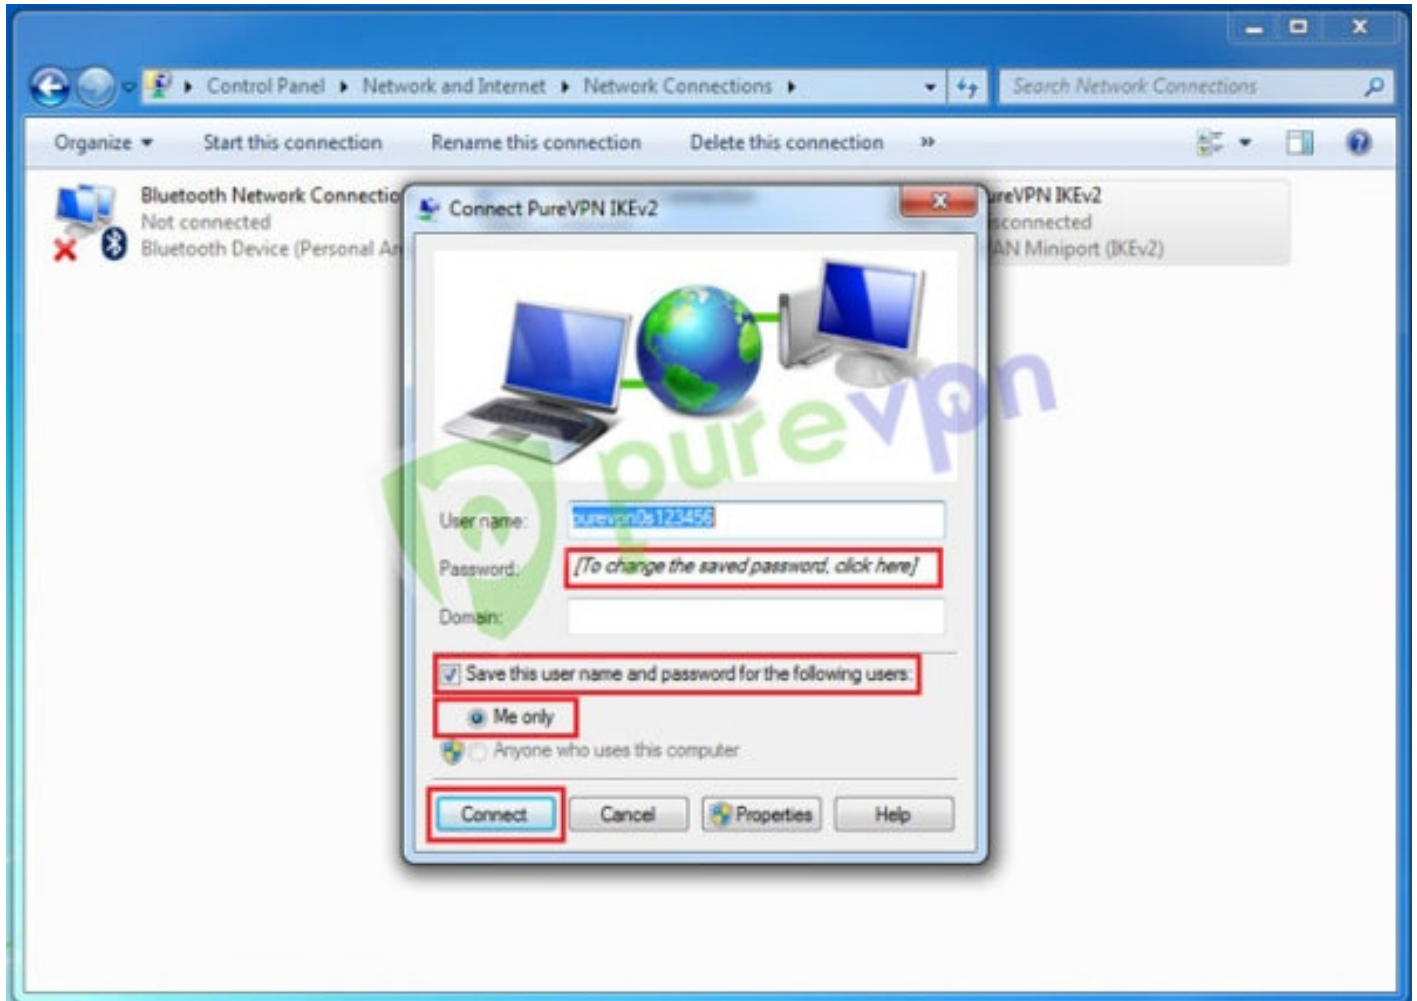 Control Panel Network and Internet Network Connections
Search Network Connections
Organize Start this connection Rename this connection Delete this connection »
Bluetooth Network Connectio
Not connected
Bluetooth Device (Personal Ar
ureVPN IKEv2
sconnected
AN Miniport (IKEv2)
Connect PureVPN IKEv2
purevpn
User name: purevpn0s123456
Password: [To change the saved password, click here]
Domain:
Save this user name and password for the following users:
Me only
Anyone who uses this computer
Connect Cancel Properties Help